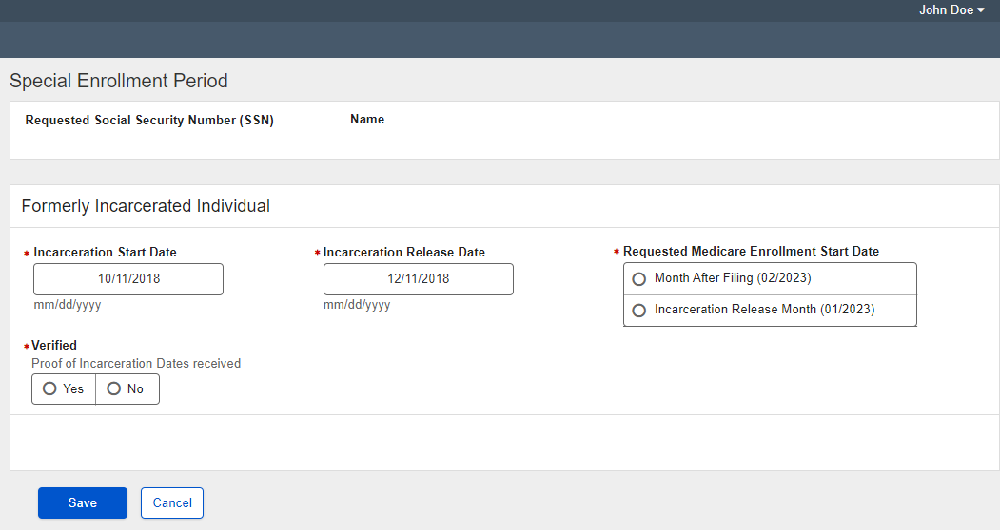 John Doe
Special Enrollment Period
Requested Social Security Number (SSN)
Name
Formerly Incarcerated Individual
* Incarceration Start Date
10/11/2018
mm/dd/yyyy
* Incarceration Release Date
12/11/2018
mm/dd/yyyy
* Requested Medicare Enrollment Start Date
Month After Filing (02/2023)
Incarceration Release Month (01/2023)
* Verified
Proof of Incarceration Dates received
Yes No
Save Cancel